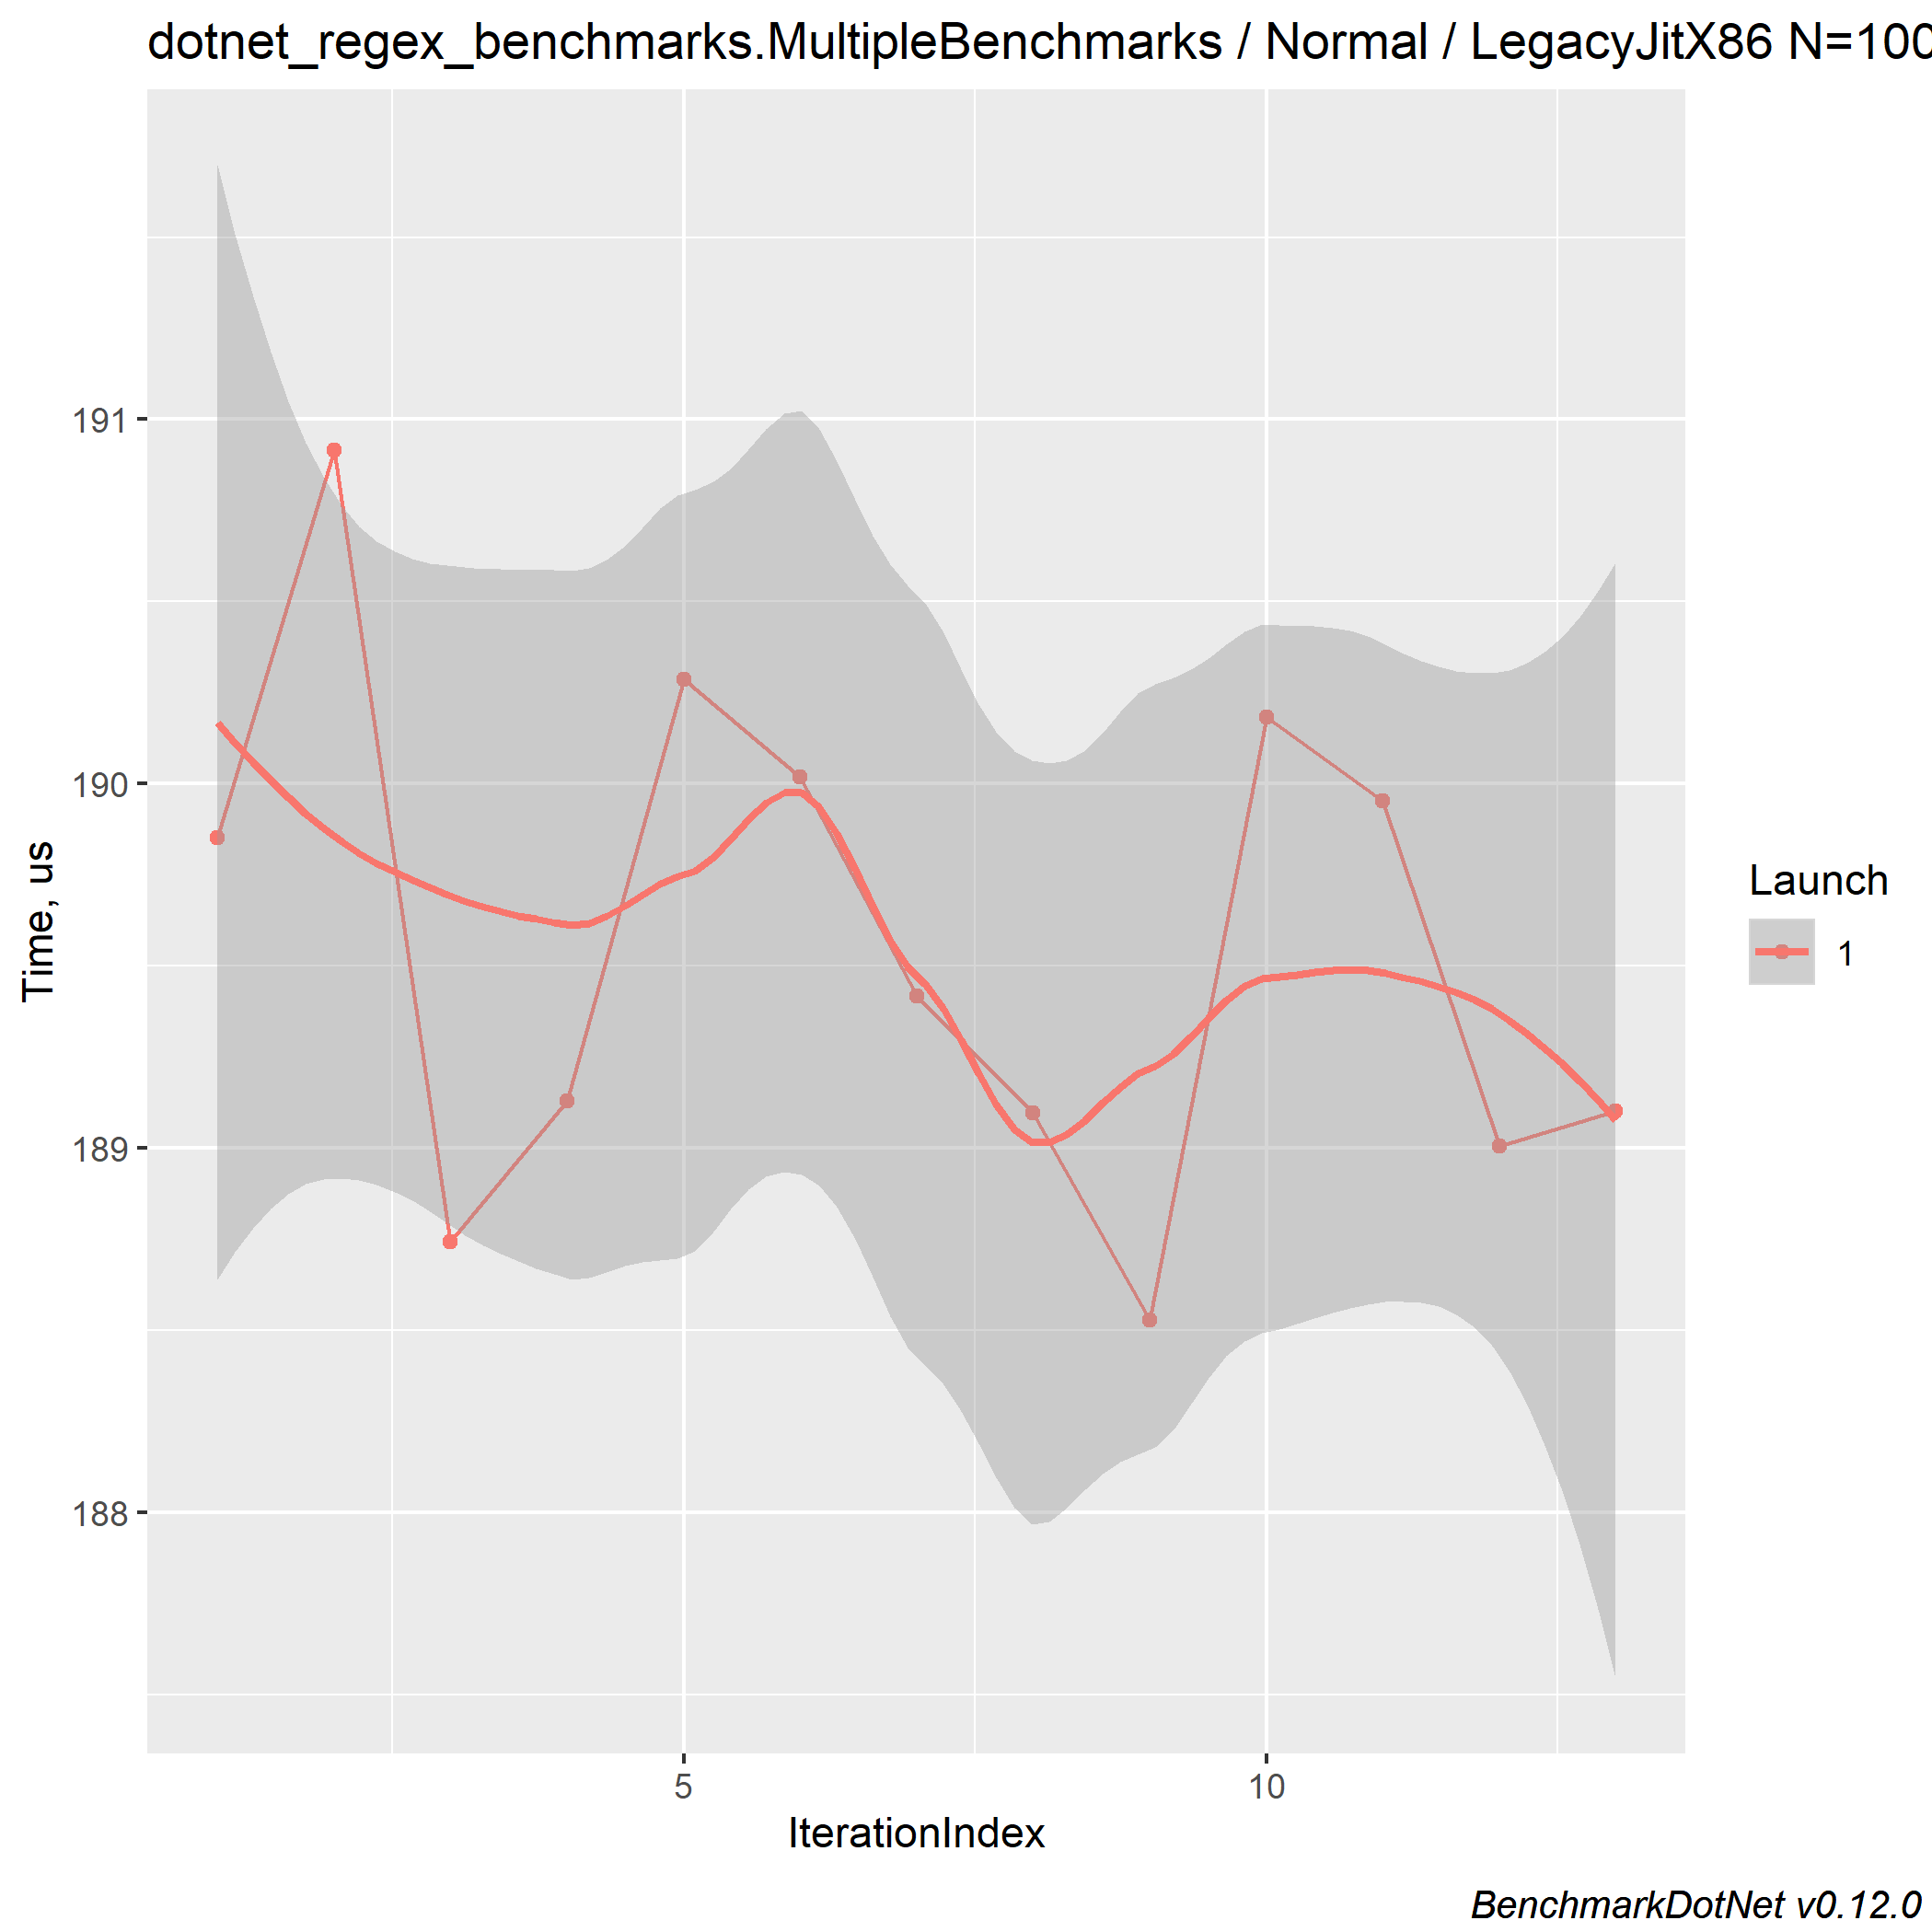 dotnet_regex_benchmarks.MultipleBenchmarks / Normal / LegacyJitX86 N=100
191
190
189
188
Time, us
5
10
IterationIndex
Launch
1
BenchmarkDotNet v0.12.0